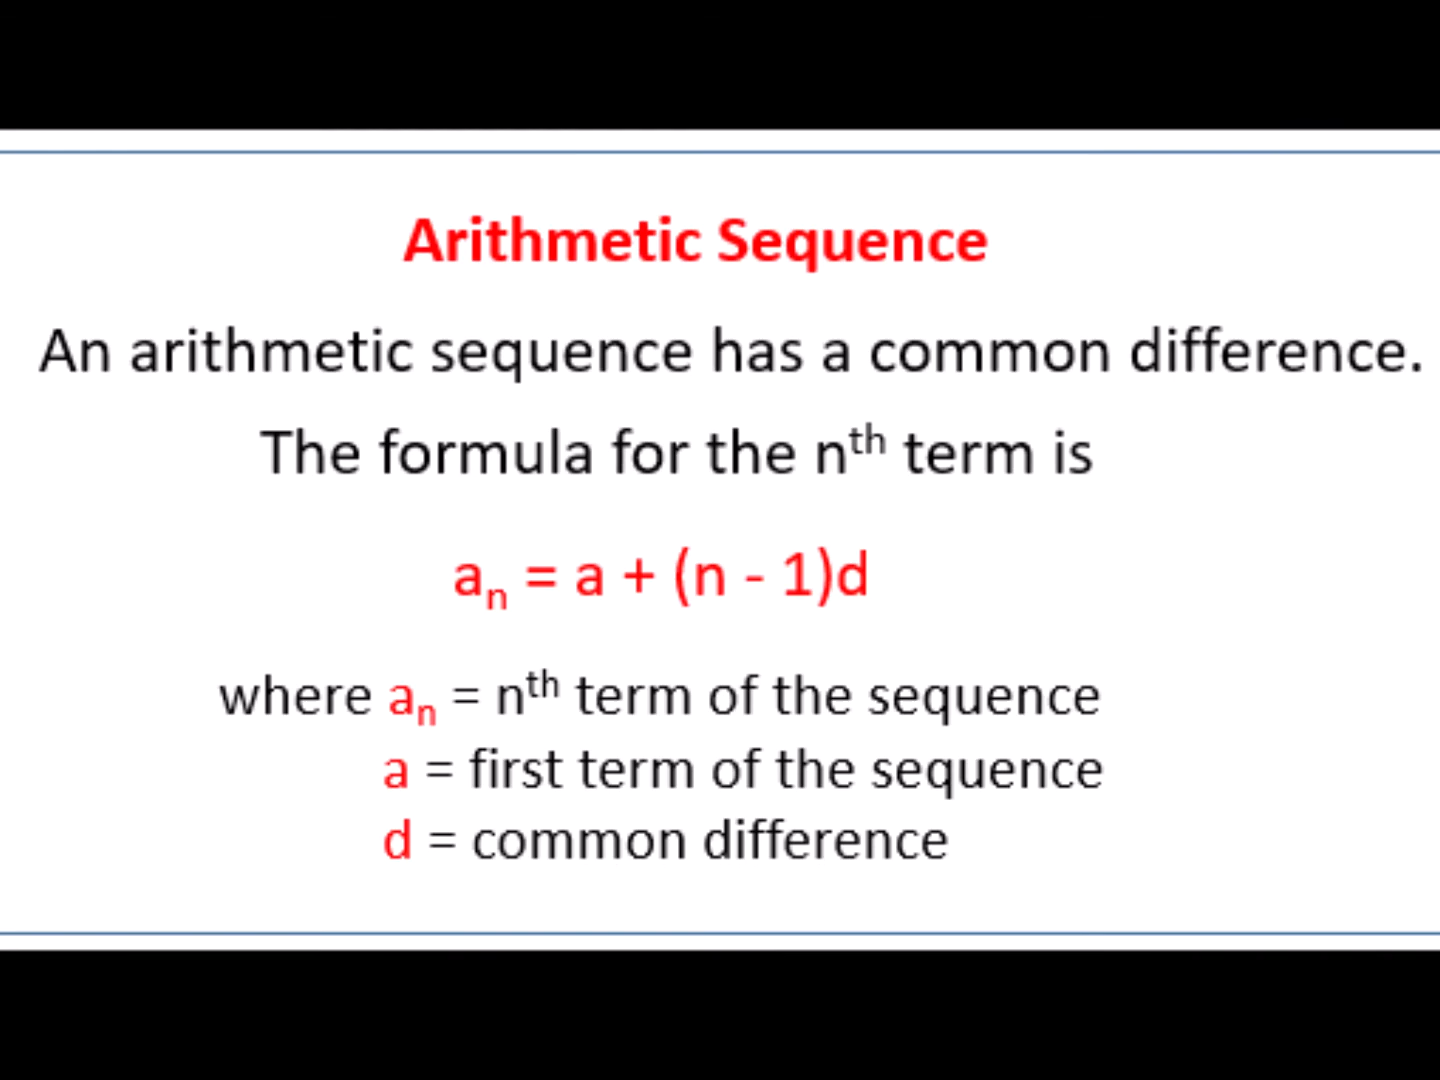 Arithmetic Sequence
An arithmetic sequence has a common difference.
The formula for the nᵗʰ term is
aₙ = a + (n - 1)d
where aₙ = nᵗʰ term of the sequence
a = first term of the sequence
d = common difference